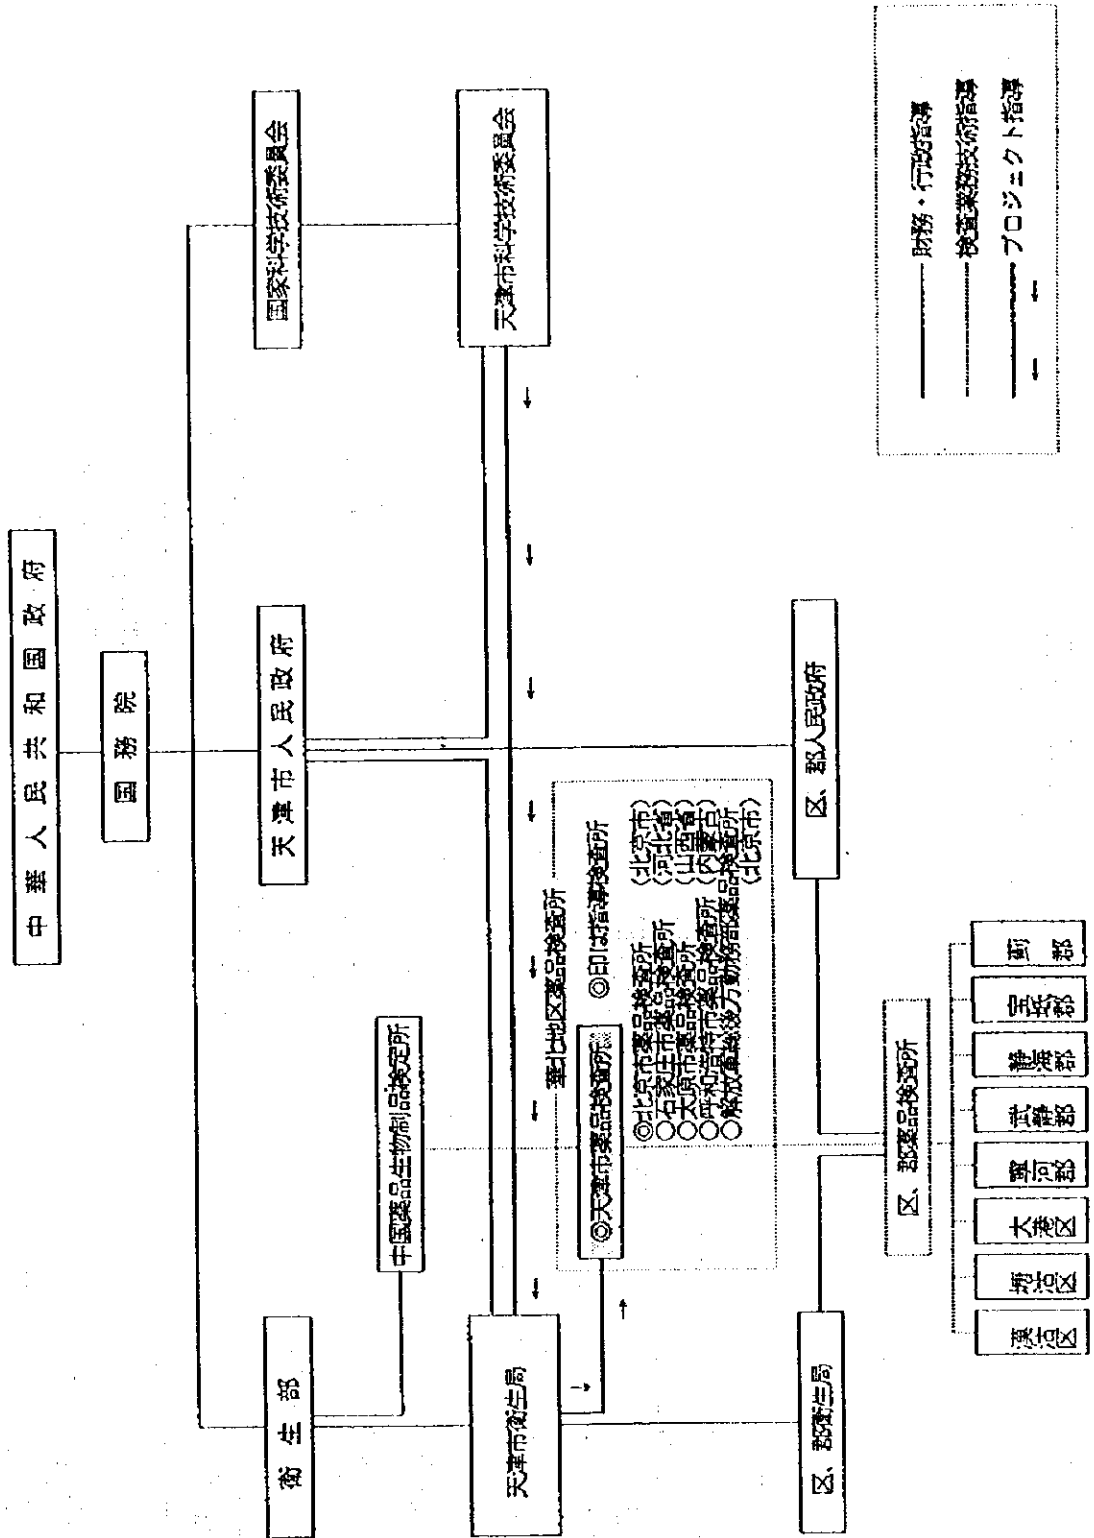 中華人民共和国政府
国務院
衛生部
天津市人民政府
国家科学技術委員会
中国薬品生物制品検定所
天津市衛生局
天津市科学技術委員会
華北地区薬品検査所
◎天津市薬品検査所
◎印は指導検査所
◎北京市薬品検査所 (北京市)
○石家庄市薬品検査所 (河北省)
○太原市薬品検査所 (山西省)
○呼和浩特市薬品検査所 (内蒙古)
○解放軍総後方勤務部薬品検査所
(北京市)
区、郡衛生局
区、郡人民政府
区、郡薬品検査所
漢沽区
塘沽区
大港区
寧河郡
武静郡
静海郡
宝坻郡
薊郡
財務・行政指導
検査業務技術指導
プロジェクト指導